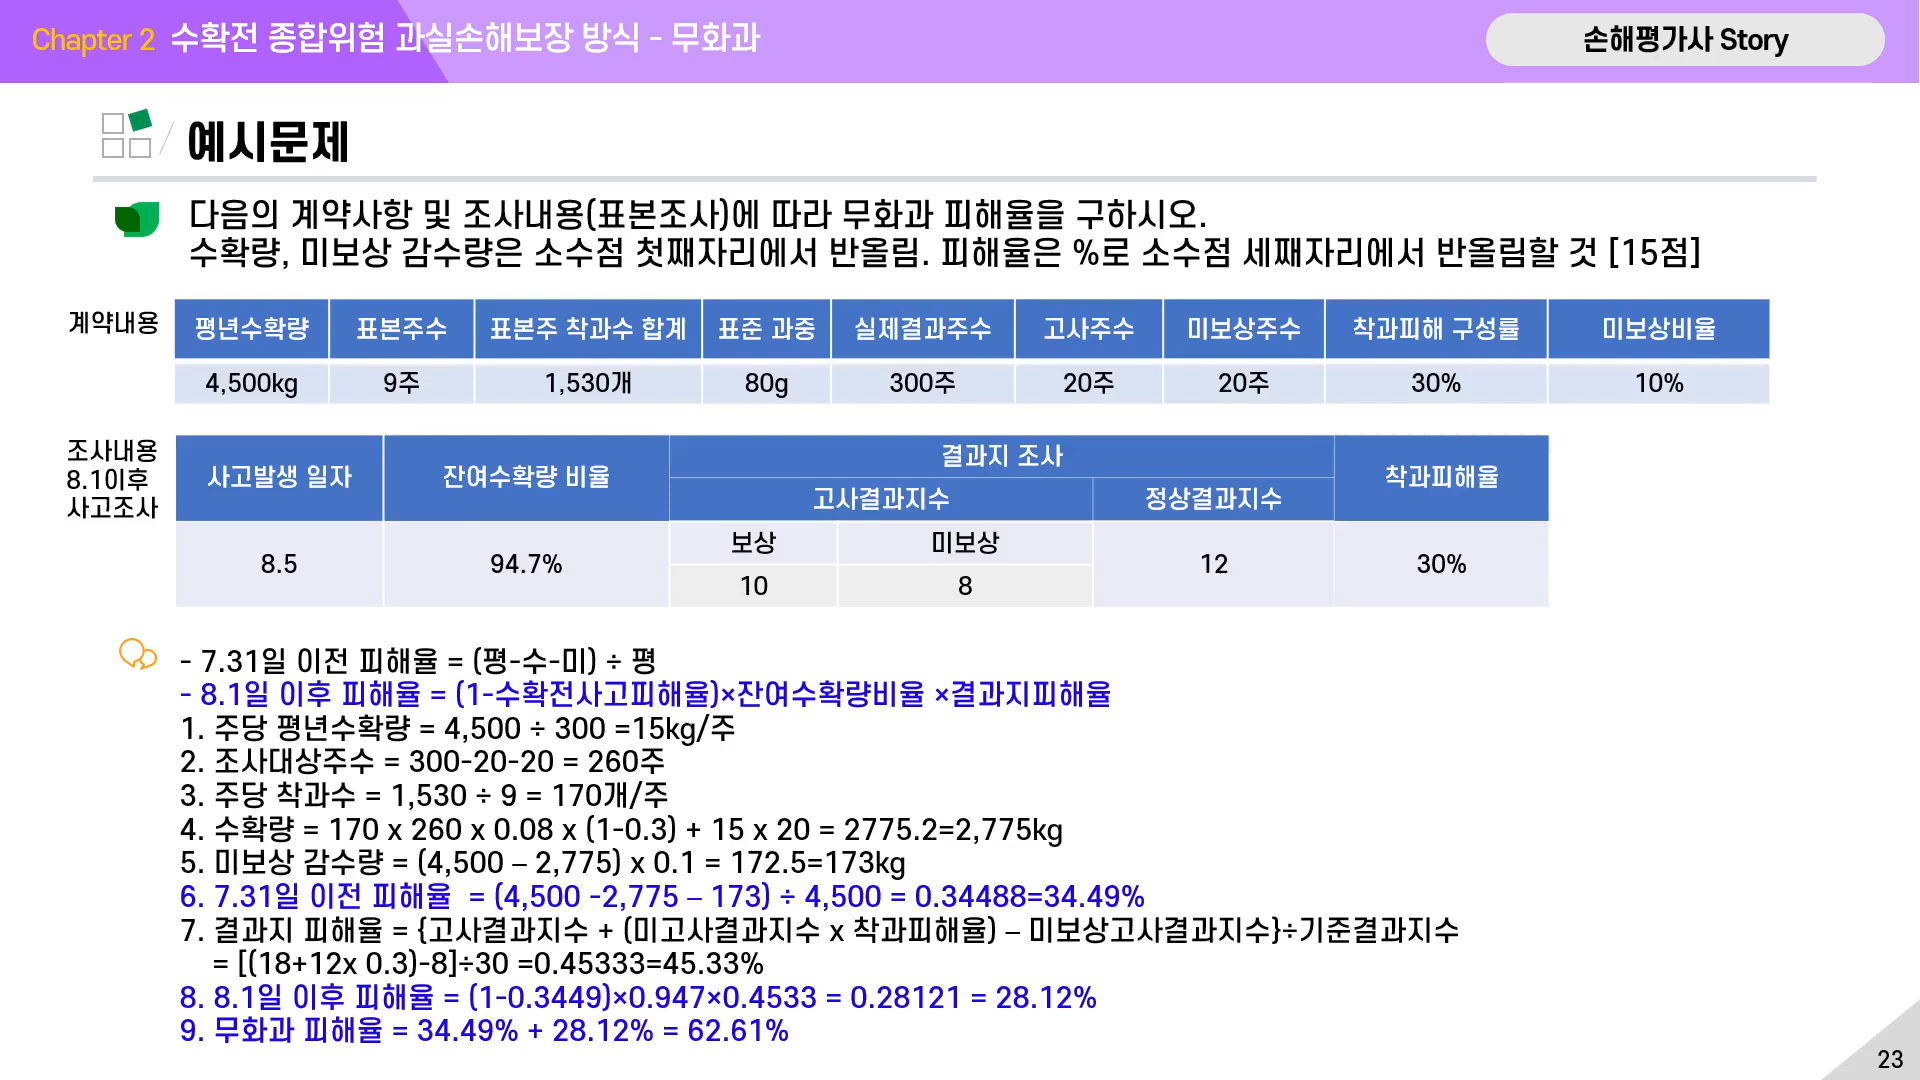 Chapter 2 수확전 종합위험 과실손해보장 방식 - 무화과
손해평가사 Story
예시문제
다음의 계약사항 및 조사내용(표본조사)에 따라 무화과 피해율을 구하시오.
수확량, 미보상 감수량은 소수점 첫째자리에서 반올림. 피해율은 %로 소수점 세째자리에서 반올림할 것 [15점]
계약내용
평년수확량 표본주수 표본주 착과수 합계 표준 과중 실제결과주수 고사주수 미보상주수 착과피해 구성률 미보상비율
4,500kg 9주 1,530개 80g 300주 20주 20주 30% 10%
조사내용
8.1이후
사고조사
사고발생 일자 잔여수확량 비율 결과지 조사 착과피해율
고사결과지수 정상결과지수
보상 미보상
8.5 94.7% 10 8 12 30%
- 7.31일 이전 피해율 = (평-수-미) ÷ 평
- 8.1일 이후 피해율 = (1-수확전사고피해율)×잔여수확량비율 ×결과지피해율
1. 주당 평년수확량 = 4,500 ÷ 300 =15kg/주
2. 조사대상주수 = 300-20-20 = 260주
3. 주당 착과수 = 1,530 ÷ 9 = 170개/주
4. 수확량 = 170 x 260 x 0.08 x (1-0.3) + 15 x 20 = 2775.2=2,775kg
5. 미보상 감수량 = (4,500 – 2,775) x 0.1 = 172.5=173kg
6. 7.31일 이전 피해율 = (4,500 -2,775 – 173) ÷ 4,500 = 0.34488=34.49%
7. 결과지 피해율 = {고사결과지수 + (미고사결과지수 x 착과피해율) – 미보상고사결과지수}÷기준결과지수
= [(18+12x 0.3)-8]÷30 =0.45333=45.33%
8. 8.1일 이후 피해율 = (1-0.3449)×0.947×0.4533 = 0.28121 = 28.12%
9. 무화과 피해율 = 34.49% + 28.12% = 62.61%
23